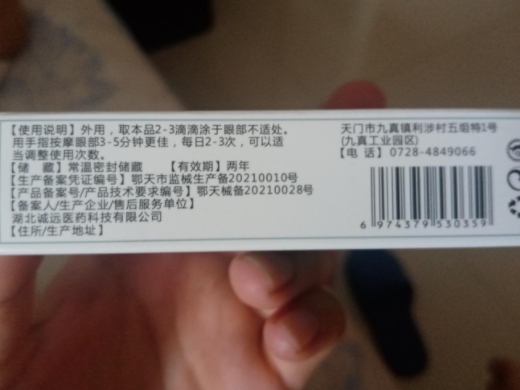 【使用说明】外用，取本品2-3滴滴涂于眼部不适处。
用手指按摩眼部3-5分钟更佳，每日2-3次，可以适
当调整使用次数。
【储　藏】常温密封储藏　【有效期】两年
【生产备案凭证编号】鄂天市监械生产备20210010号
【产品备案号/产品技术要求编号】鄂天械备20210028号
【备案人/生产企业/售后服务单位】
湖北诚远医药科技有限公司
【住所/生产地址】
天门市九真镇利涉村五组特1号
(九真工业园区)
【电　话】0728-4849066
6 974379 530359